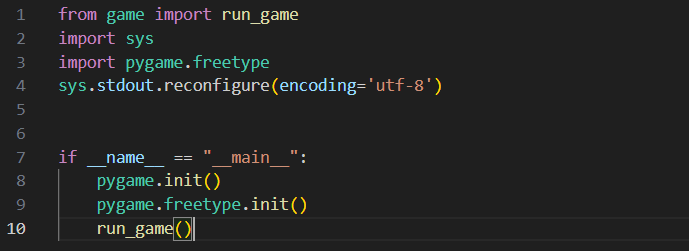 1 from game import run_game
2 import sys
3 import pygame.freetype
4 sys.stdout.reconfigure(encoding='utf-8')
5
6
7 if __name__ == "__main__":
8     pygame.init()
9     pygame.freetype.init()
10     run_game()